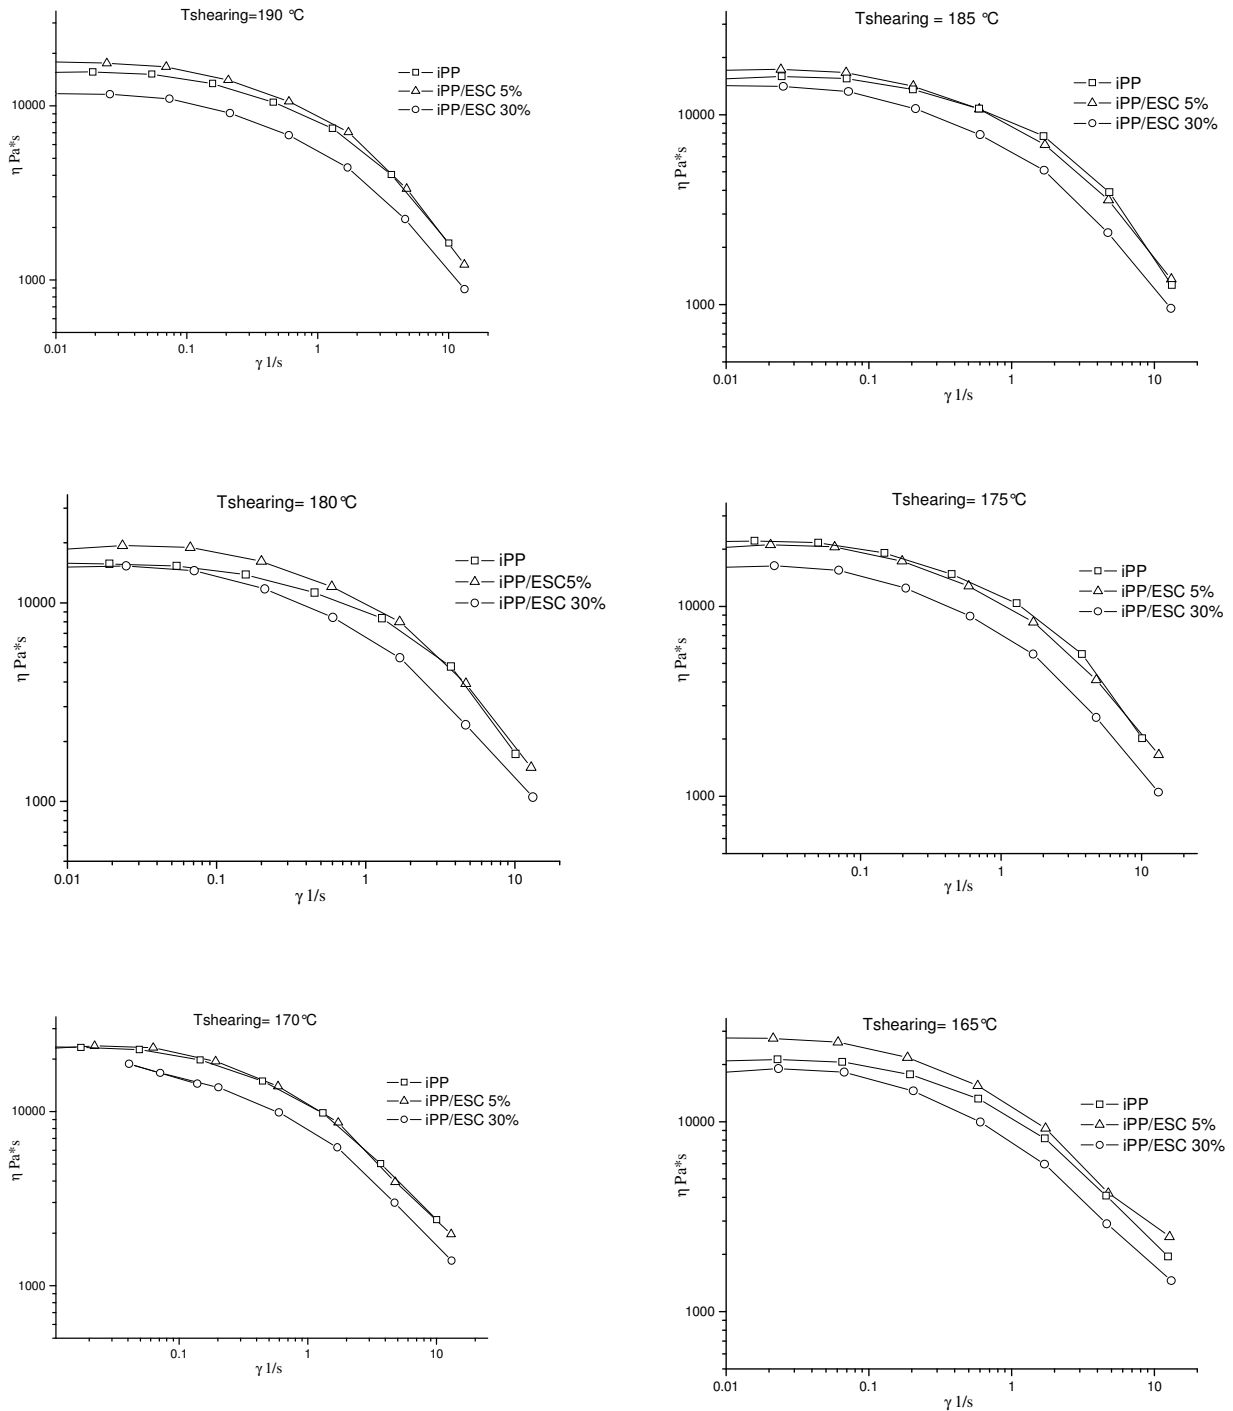 Tshearing=190 °C
iPP
iPP/ESC 5%
iPP/ESC 30%
10000
1000
η Pa*s
0.01 0.1 1 10
γ 1/s
Tshearing = 185 °C
iPP
iPP/ESC 5%
iPP/ESC 30%
10000
1000
η Pa*s
0.01 0.1 1 10
γ 1/s
Tshearing= 180°C
iPP
iPP/ESC5%
iPP/ESC 30%
10000
1000
η Pa*s
0.01 0.1 1 10
γ 1/s
Tshearing= 175°C
iPP
iPP/ESC 5%
iPP/ESC 30%
10000
1000
η Pa*s
0.1 1 10
γ 1/s
Tshearing= 170°C
iPP
iPP/ESC 5%
iPP/ESC 30%
10000
1000
η Pa*s
0.1 1 10
γ 1/s
Tshearing= 165°C
iPP
iPP/ESC 5%
iPP/ESC 30%
10000
1000
η Pa*s
0.01 0.1 1 10
γ 1/s